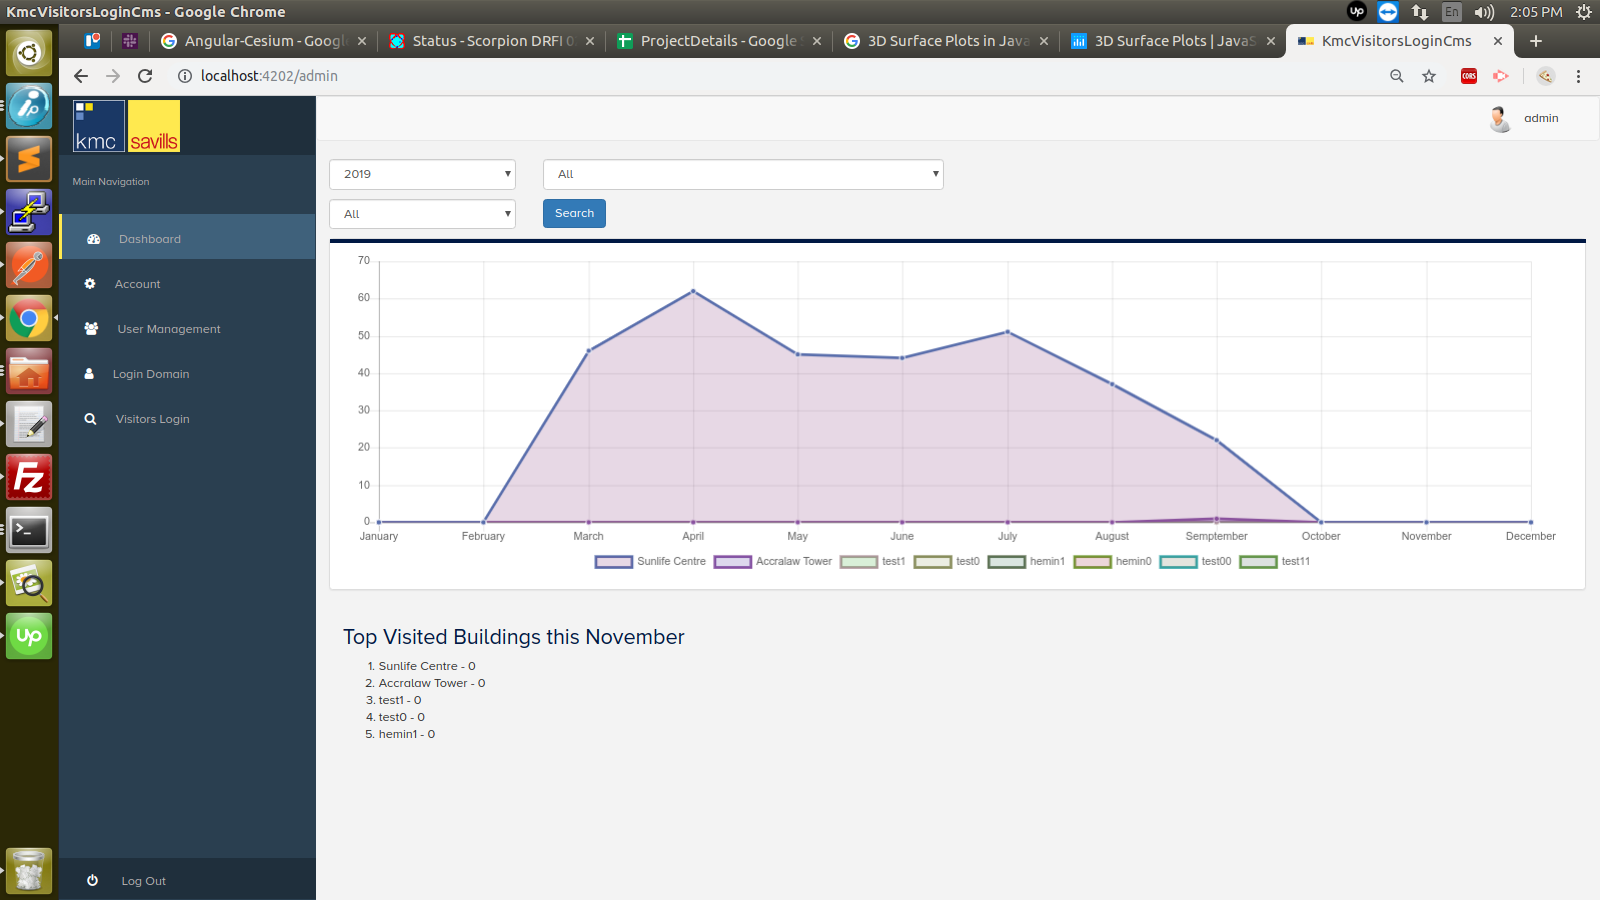 KmcVisitorsLoginCms - Google Chrome
Up
En
2:05 PM
Angular-Cesium - Googl
Status - Scorpion DRFI 0
ProjectDetails - Google S
3D Surface Plots in Java
3D Surface Plots | JavaS
KmcVisitorsLoginCms
localhost:4202/admin
CORS
kmc
savills
admin
Main Navigation
2019
All
All
Search
Dashboard
Account
User Management
Login Domain
Visitors Login
Log Out
70
60
50
40
30
20
10
0
January February March April May June July August Semptember October November December
Sunlife Centre Accralaw Tower test1 test0 hemin1 hemin0 test00 test11
Top Visited Buildings this November
1. Sunlife Centre - 0
2. Accralaw Tower - 0
3. test1 - 0
4. test0 - 0
5. hemin1 - 0